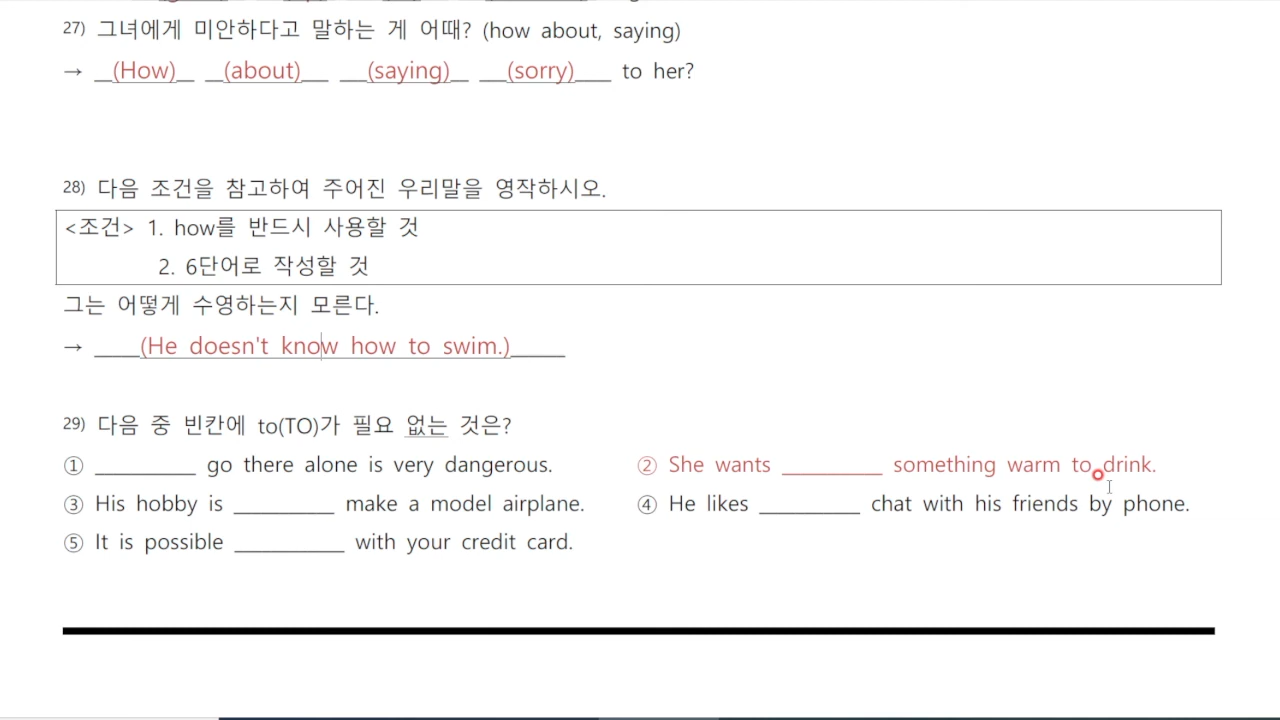 27) 그녀에게 미안하다고 말하는 게 어때? (how about, saying)
→ __(How)__ __(about)___ ___(saying)__ ___(sorry)____ to her?
28) 다음 조건을 참고하여 주어진 우리말을 영작하시오.
<조건> 1. how를 반드시 사용할 것
2. 6단어로 작성할 것
그는 어떻게 수영하는지 모른다.
→ _____(He doesn't know how to swim.)______
29) 다음 중 빈칸에 to(TO)가 필요 없는 것은?
① __________ go there alone is very dangerous. ② She wants __________ something warm to drink.
③ His hobby is __________ make a model airplane. ④ He likes __________ chat with his friends by phone.
⑤ It is possible ___________ with your credit card.